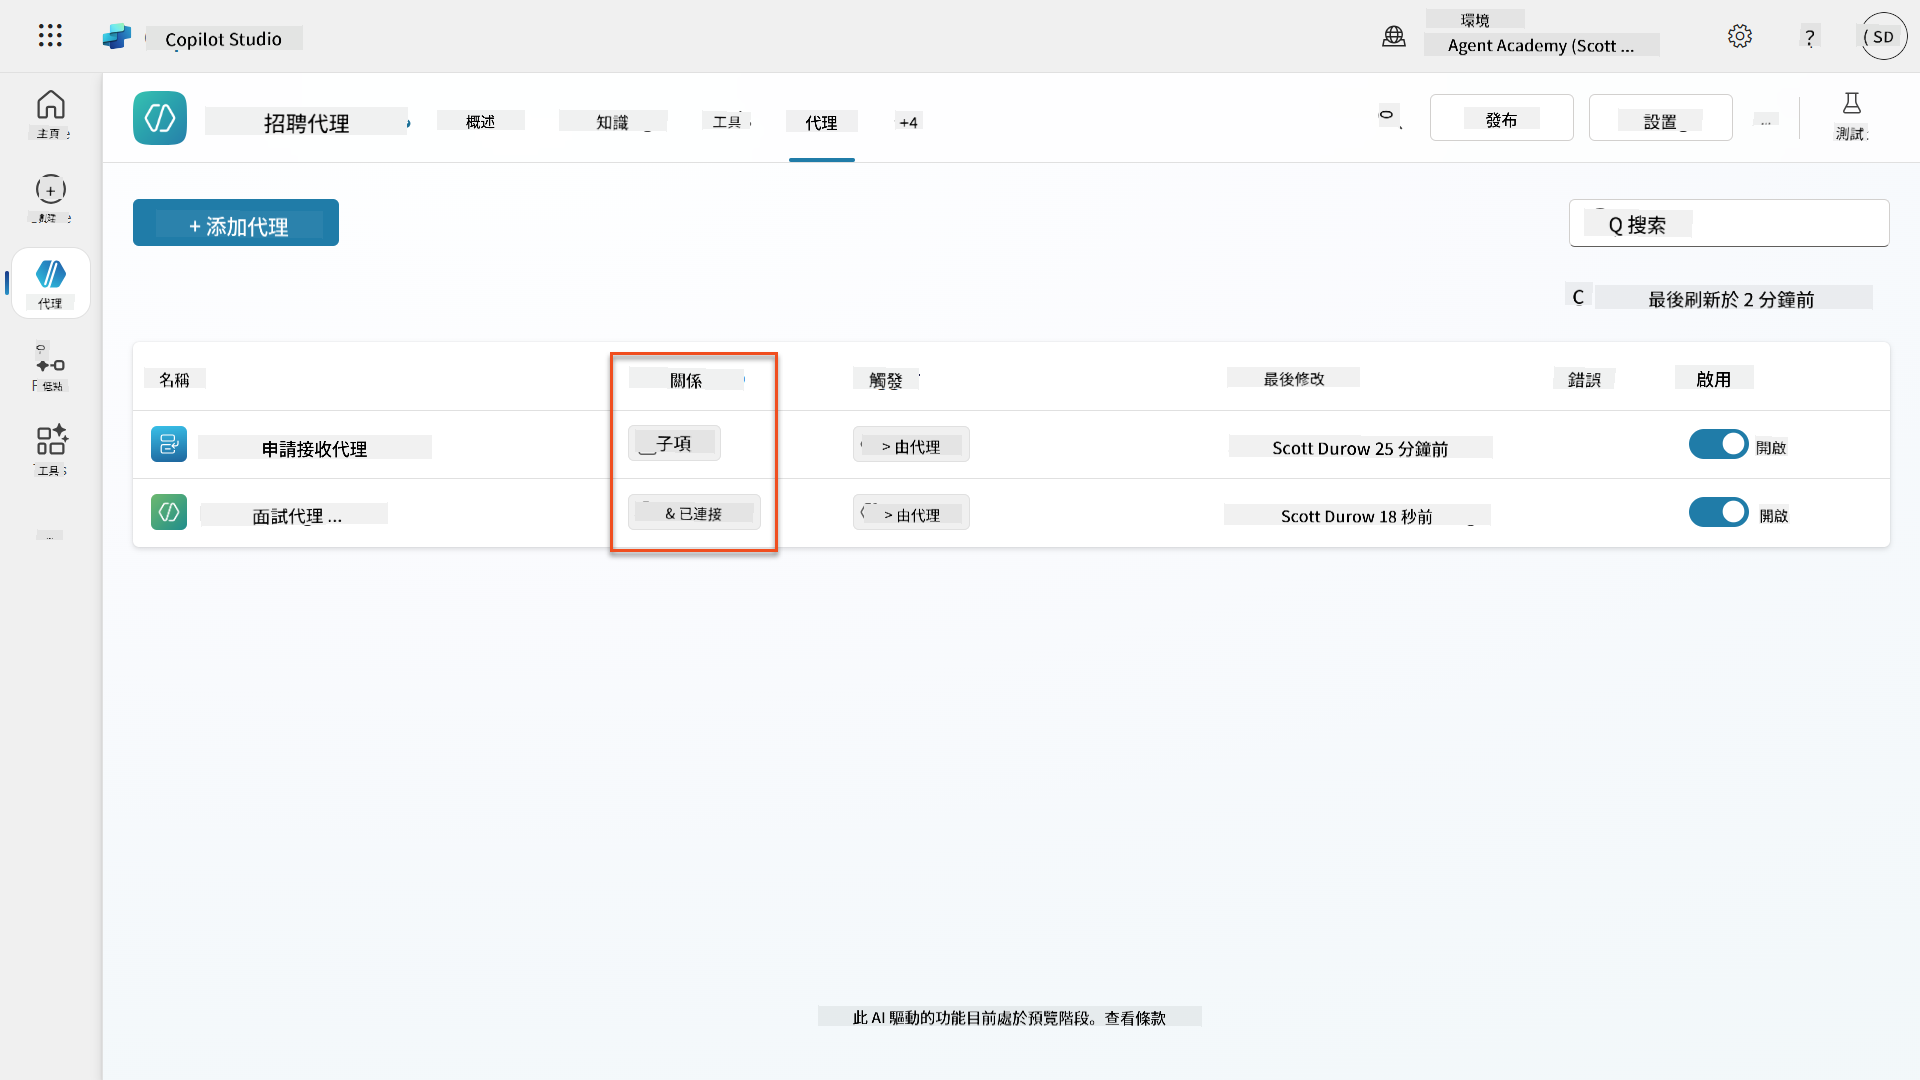 Copilot Studio
環境
Agent Academy (Scott ...
?
SD
主頁
代理
工具
招聘代理
概述
知識
工具
代理
+4
發布
設置
...
測試
+ 添加代理
Q 搜索
C 最後刷新於 2 分鐘前
名稱
關係
觸發
最後修改
錯誤
啟用
申請接收代理
子項
> 由代理
Scott Durow 25 分鐘前
開啟
面試代理 ...
& 已連接
> 由代理
Scott Durow 18 秒前
開啟
此 AI 驅動的功能目前處於預覽階段。查看條款